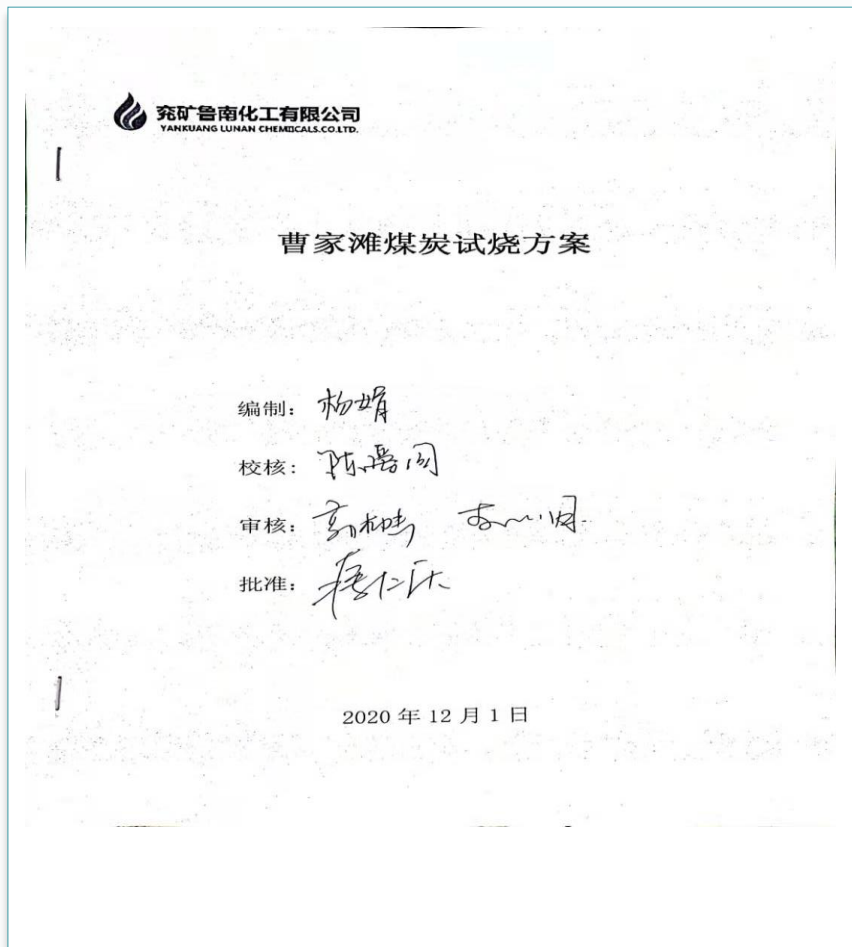 兖矿鲁南化工有限公司
YANKUANG LUNAN CHEMICALS.CO.LTD.
曹家滩煤炭试烧方案
编制：杨娟
校核：
审核：
批准：
2020 年 12 月 1 日